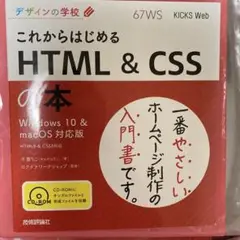 デザインの学校
67WS KICKS Web
これからはじめる
HTML & CSS
の本
Windows 10 &
macOS 対応版
一番やさしい
ホームページ制作の
入門書です。
CD-ROM
技術評論社